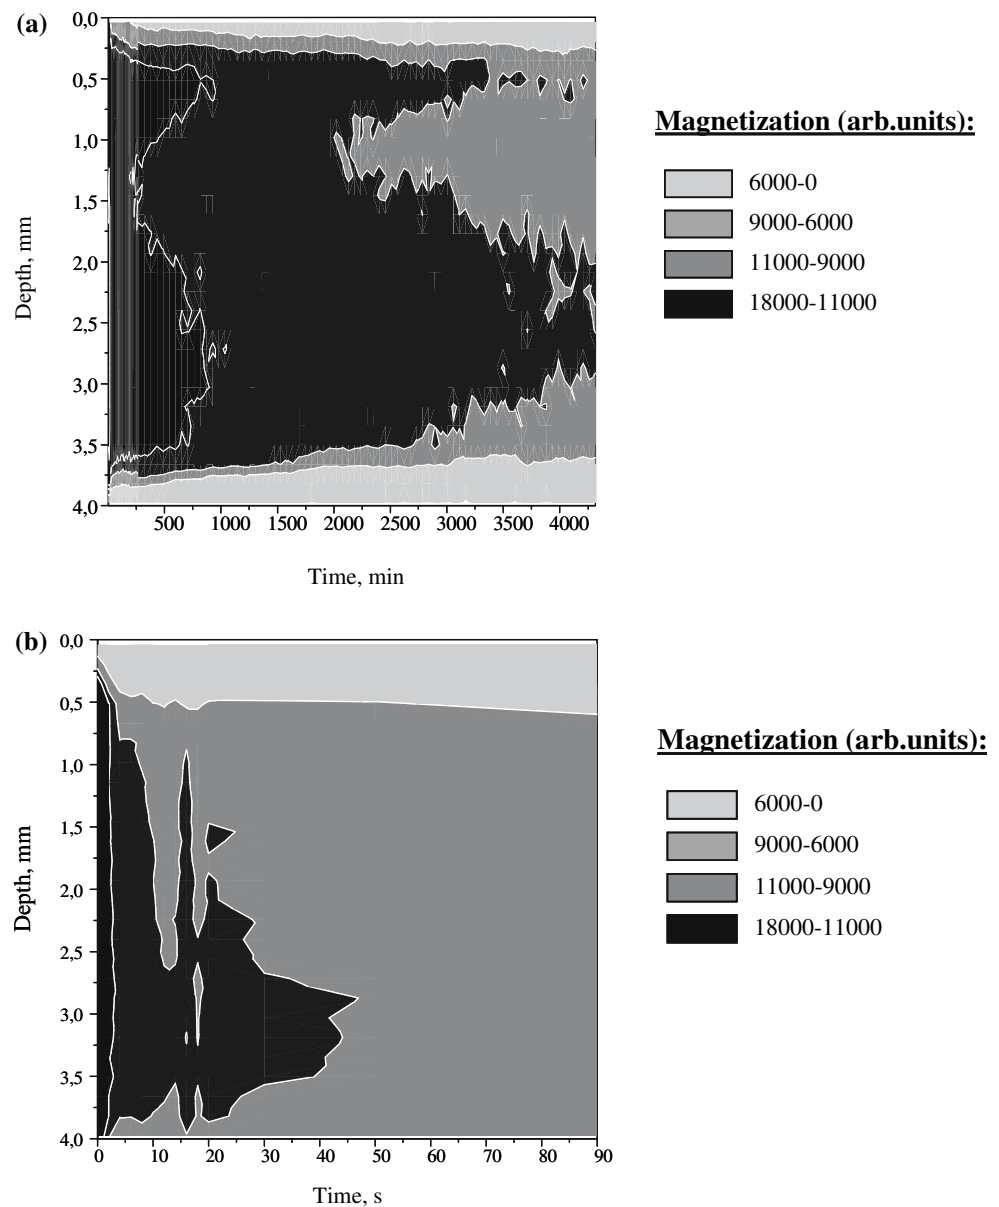 (a)
0,0
0,5
1,0
1,5
2,0
2,5
3,0
3,5
4,0
Depth, mm
500 1000 1500 2000 2500 3000 3500 4000
Time, min
Magnetization (arb.units):
6000-0
9000-6000
11000-9000
18000-11000
(b)
0,0
0,5
1,0
1,5
2,0
2,5
3,0
3,5
4,0
Depth, mm
0 10 20 30 40 50 60 70 80 90
Time, s
Magnetization (arb.units):
6000-0
9000-6000
11000-9000
18000-11000